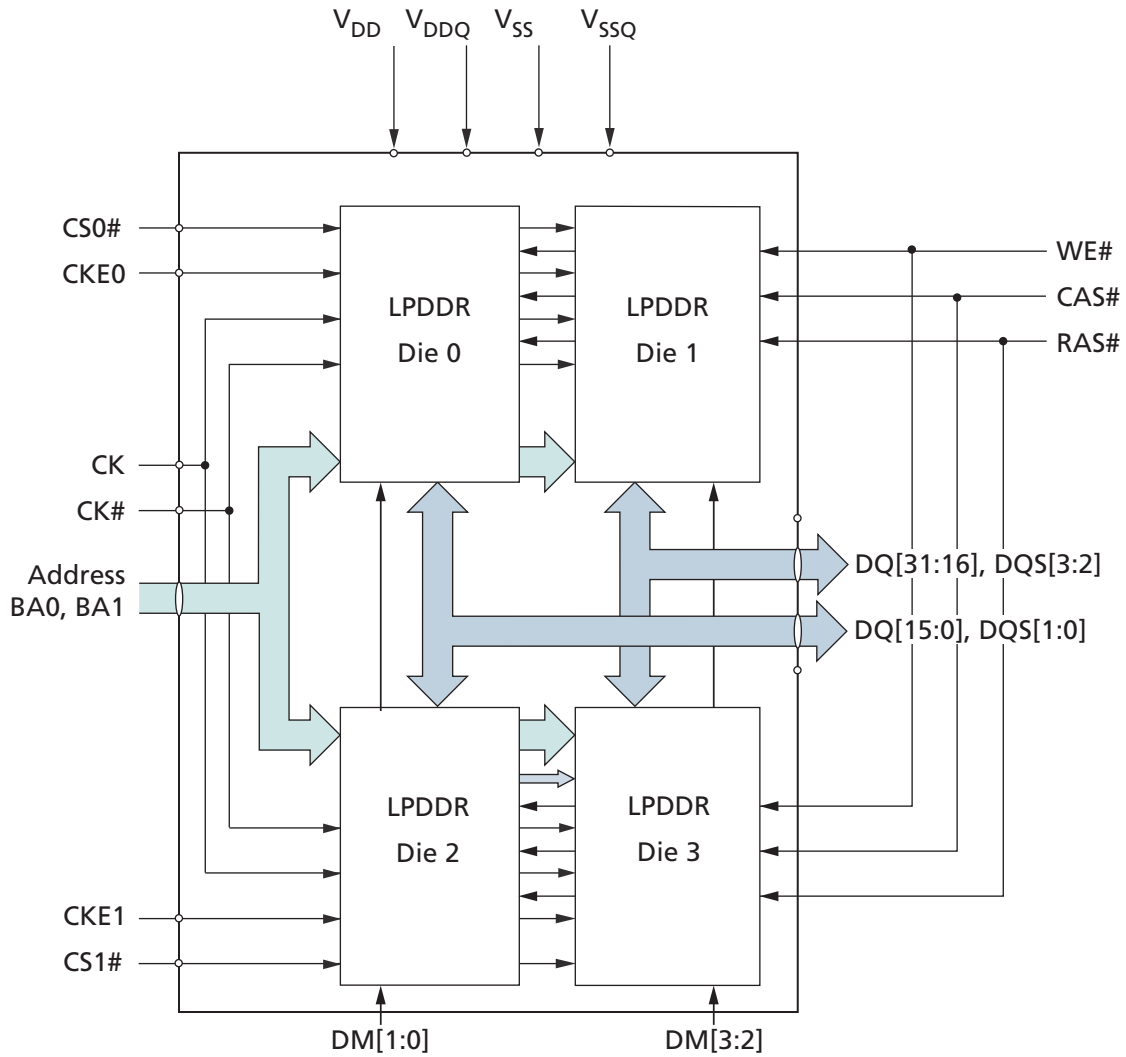 VDD VDDQ VSS VSSQ
CS0#
CKE0
CK
CK#
Address
BA0, BA1
CKE1
CS1#
LPDDR
Die 0
LPDDR
Die 1
LPDDR
Die 2
LPDDR
Die 3
WE#
CAS#
RAS#
DQ[31:16], DQS[3:2]
DQ[15:0], DQS[1:0]
DM[1:0]
DM[3:2]